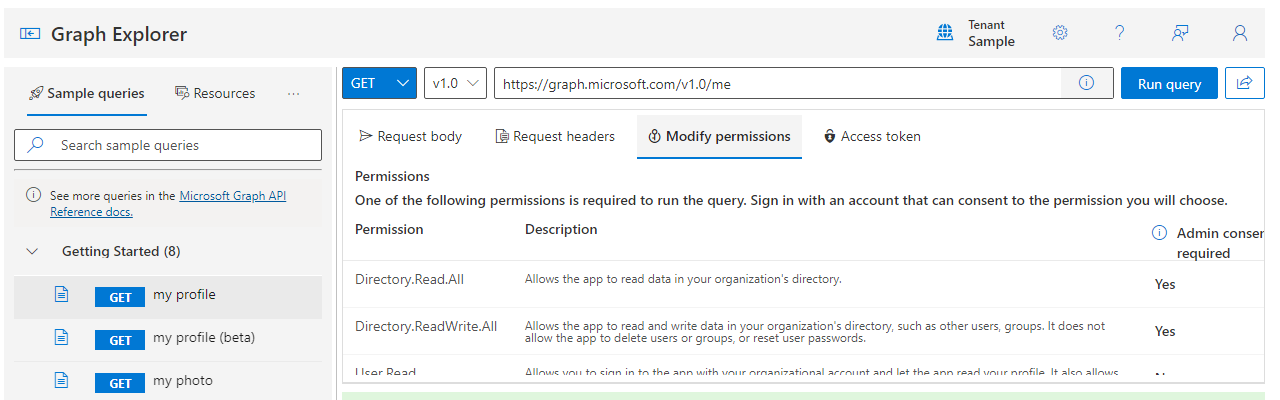 Graph Explorer
Tenant
Sample
?
Sample queries
Resources
...
Search sample queries
See more queries in the Microsoft Graph API
Reference docs.
Getting Started (8)
GET my profile
GET my profile (beta)
GET my photo
GET
v1.0
https://graph.microsoft.com/v1.0/me
Run query
Request body
Request headers
Modify permissions
Access token
Permissions
One of the following permissions is required to run the query. Sign in with an account that can consent to the permission you will choose.
Permission
Description
Admin consen
required
Directory.Read.All
Allows the app to read data in your organization's directory.
Yes
Directory.ReadWrite.All
Allows the app to read and write data in your organization's directory, such as other users, groups. It does not
allow the app to delete users or groups, or reset user passwords.
Yes
User.Read
Allows you to sign in to the app with your organizational account and let the app read your profile. It also allows